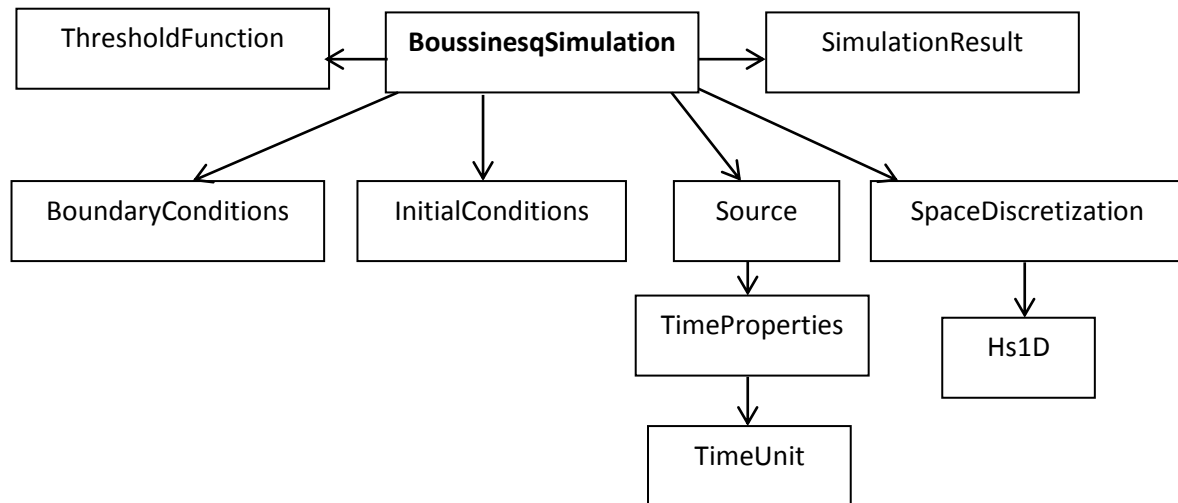 ThresholdFunction
BoussinesqSimulation
SimulationResult
BoundaryConditions
InitialConditions
Source
SpaceDiscretization
TimeProperties
Hs1D
TimeUnit